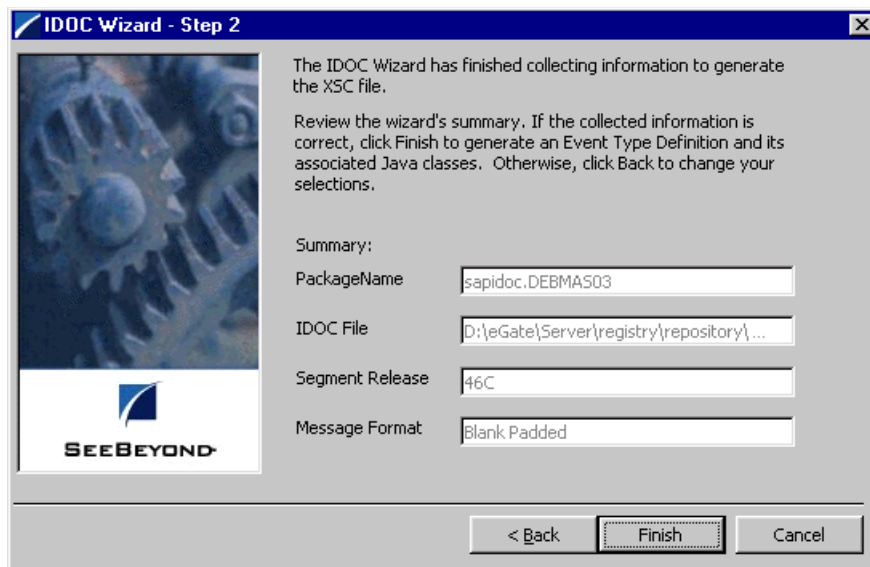 IDOC Wizard - Step 2
The IDOC Wizard has finished collecting information to generate
the XSC file.
Review the wizard's summary. If the collected information is
correct, click Finish to generate an Event Type Definition and its
associated Java classes.  Otherwise, click Back to change your
selections.
Summary:
PackageName
sapidoc.DEBMAS03
IDOC File
D:\eGate\Server\registry\repository\ ...
Segment Release
46C
Message Format
Blank Padded
SEEBEYOND
< Back
Finish
Cancel